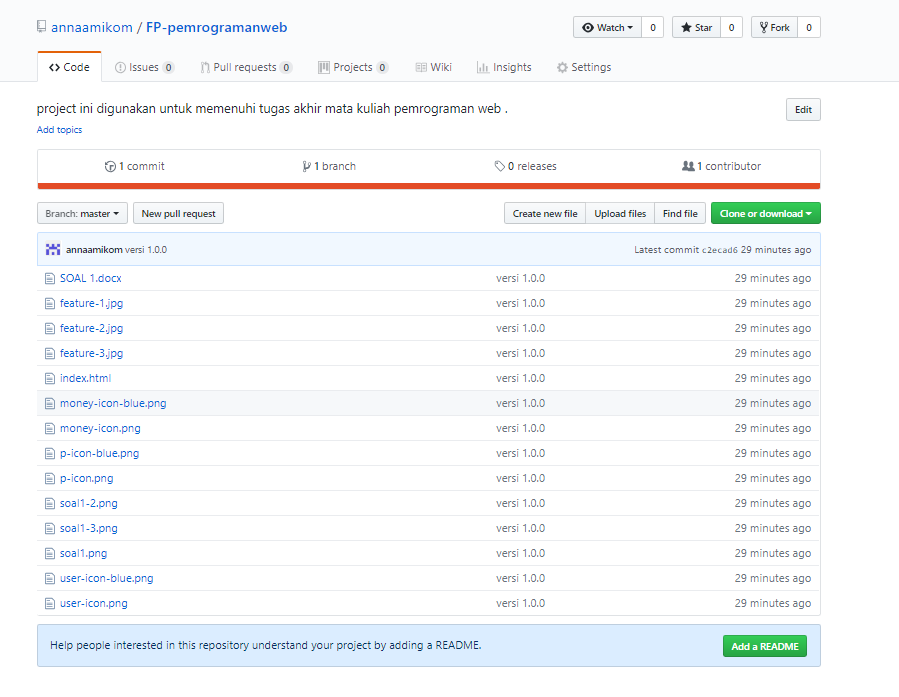 annaamikom / FP-pemrogramanweb Watch 0 Star 0 Fork 0
Code Issues 0 Pull requests 0 Projects 0 Wiki Insights Settings
project ini digunakan untuk memenuhi tugas akhir mata kuliah pemrograman web . Edit
Add topics
1 commit 1 branch 0 releases 1 contributor
Branch: master New pull request Create new file Upload files Find file Clone or download
annaamikom versi 1.0.0 Latest commit c2ecad6 29 minutes ago
SOAL 1.docx versi 1.0.0 29 minutes ago
feature-1.jpg versi 1.0.0 29 minutes ago
feature-2.jpg versi 1.0.0 29 minutes ago
feature-3.jpg versi 1.0.0 29 minutes ago
index.html versi 1.0.0 29 minutes ago
money-icon-blue.png versi 1.0.0 29 minutes ago
money-icon.png versi 1.0.0 29 minutes ago
p-icon-blue.png versi 1.0.0 29 minutes ago
p-icon.png versi 1.0.0 29 minutes ago
soal1-2.png versi 1.0.0 29 minutes ago
soal1-3.png versi 1.0.0 29 minutes ago
soal1.png versi 1.0.0 29 minutes ago
user-icon-blue.png versi 1.0.0 29 minutes ago
user-icon.png versi 1.0.0 29 minutes ago
Help people interested in this repository understand your project by adding a README. Add a README